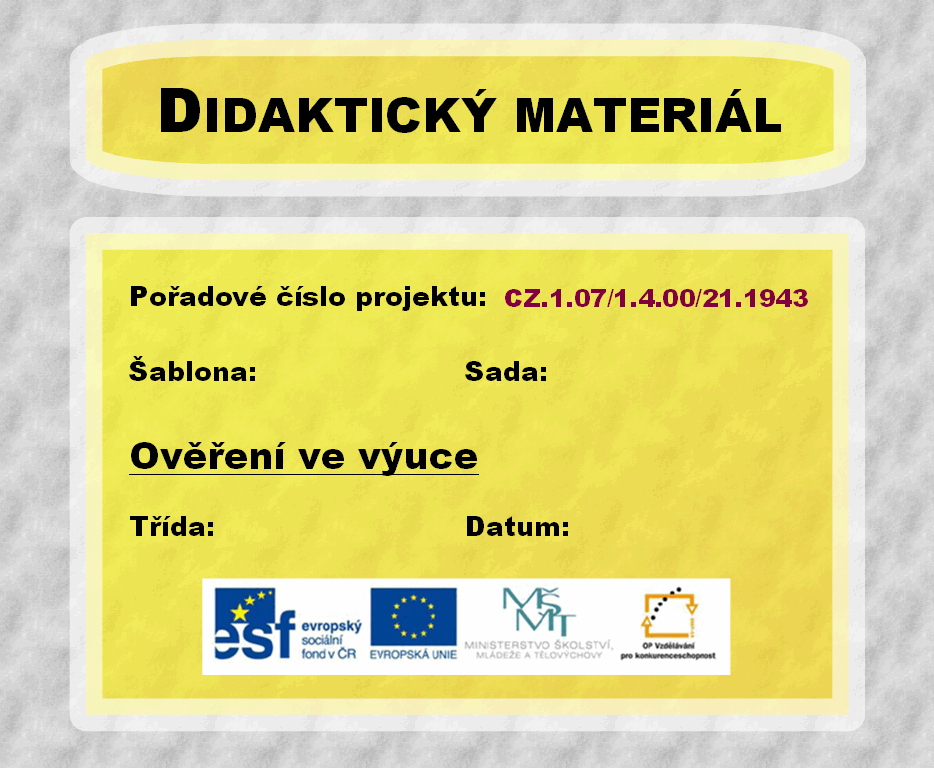 DIDAKTICKÝ MATERIÁL
Pořadové číslo projektu: CZ.1.07/1.4.00/21.1943
Šablona: Sada:
Ověření ve výuce
Třída: Datum:
esf evropský sociální fond v ČR
EVROPSKÁ UNIE
MŠMT
MINISTERSTVO ŠKOLSTVÍ,
MLÁDEŽE A TĚLOVÝCHOVY
OP Vzdělávání
pro konkurenceschopnost